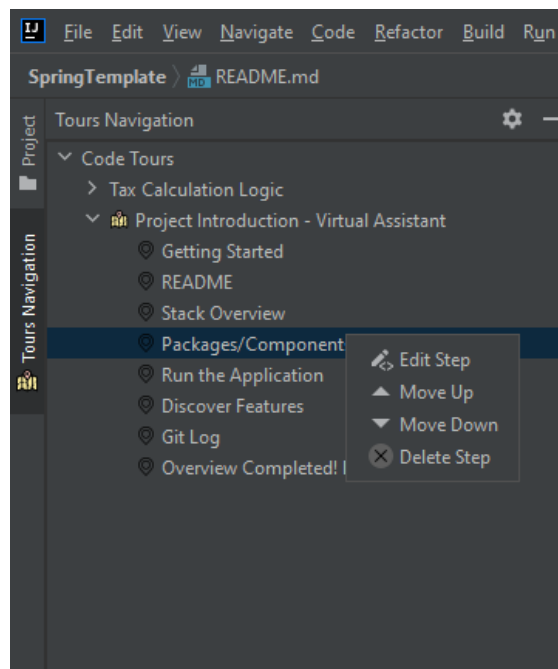 IJ File Edit View Navigate Code Refactor Build Run
SpringTemplate README.md
Project
Tours Navigation
Tours Navigation
Code Tours
Tax Calculation Logic
Project Introduction - Virtual Assistant
Getting Started
README
Stack Overview
Packages/Component
Run the Application
Discover Features
Git Log
Overview Completed!
Edit Step
Move Up
Move Down
Delete Step